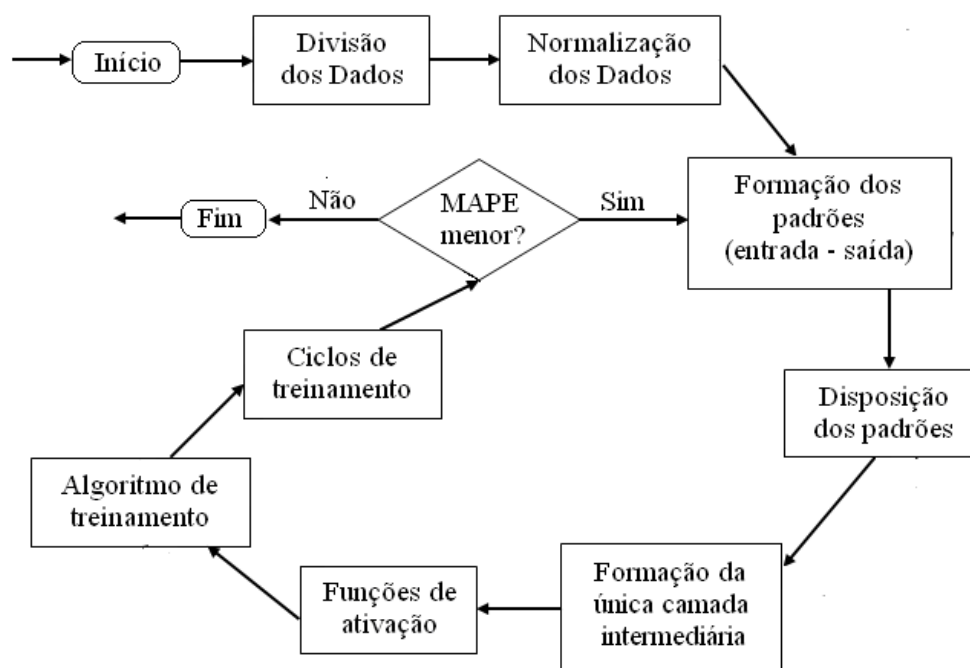 Início
Divisão
dos Dados
Normalização
dos Dados
Formação dos
padrões
(entrada - saída)
Sim
MAPE
menor?
Não
Fim
Ciclos de
treinamento
Disposição
dos padrões
Algoritmo de
treinamento
Funções de
ativação
Formação da
única camada
intermediária